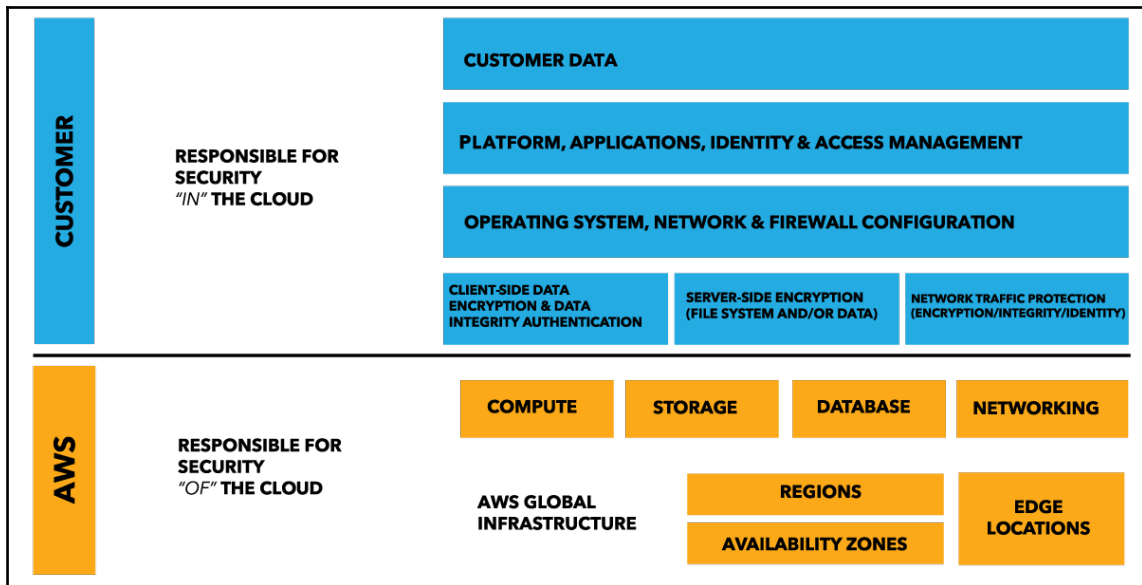 CUSTOMER
RESPONSIBLE FOR
SECURITY
"IN" THE CLOUD
CUSTOMER DATA
PLATFORM, APPLICATIONS, IDENTITY & ACCESS MANAGEMENT
OPERATING SYSTEM, NETWORK & FIREWALL CONFIGURATION
CLIENT-SIDE DATA
ENCRYPTION & DATA
INTEGRITY AUTHENTICATION
SERVER-SIDE ENCRYPTION
(FILE SYSTEM AND/OR DATA)
NETWORK TRAFFIC PROTECTION
(ENCRYPTION/INTEGRITY/IDENTITY)
AWS
RESPONSIBLE FOR
SECURITY
"OF" THE CLOUD
COMPUTE
STORAGE
DATABASE
NETWORKING
AWS GLOBAL
INFRASTRUCTURE
REGIONS
AVAILABILITY ZONES
EDGE
LOCATIONS